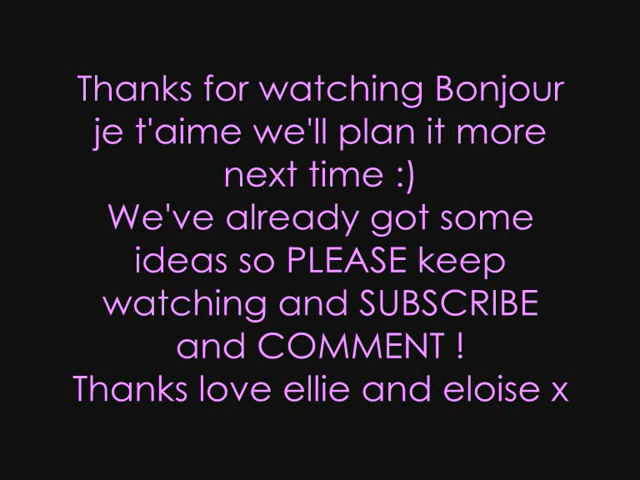 Thanks for watching Bonjour
je t'aime we'll plan it more
next time :)
We've already got some
ideas so PLEASE keep
watching and SUBSCRIBE
and COMMENT !
Thanks love ellie and eloise x